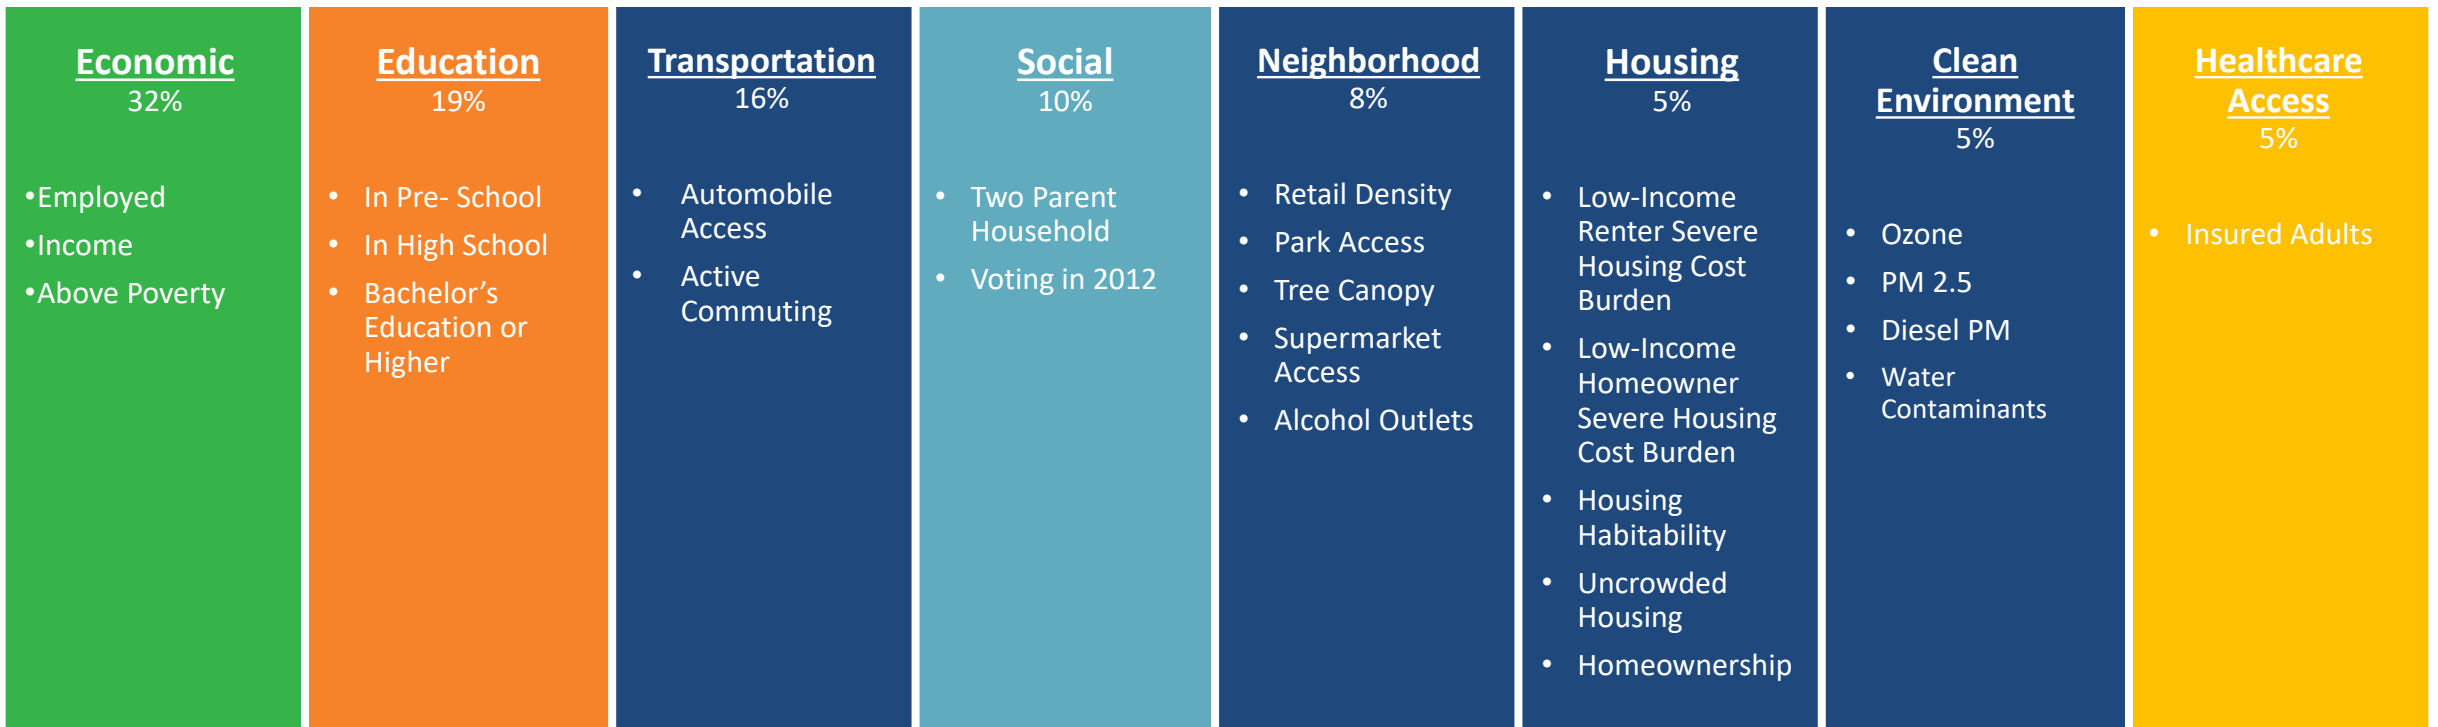 Economic
32%
•Employed
•Income
•Above Poverty
Education
19%
• In Pre- School
• In High School
• Bachelor’s
Education or
Higher
Transportation
16%
• Automobile
Access
• Active
Commuting
Social
10%
• Two Parent
Household
• Voting in 2012
Neighborhood
8%
• Retail Density
• Park Access
• Tree Canopy
• Supermarket
Access
• Alcohol Outlets
Housing
5%
• Low-Income
Renter Severe
Housing Cost
Burden
• Low-Income
Homeowner
Severe Housing
Cost Burden
• Housing
Habitability
• Uncrowded
Housing
• Homeownership
Clean
Environment
5%
• Ozone
• PM 2.5
• Diesel PM
• Water
Contaminants
Healthcare
Access
5%
• Insured Adults